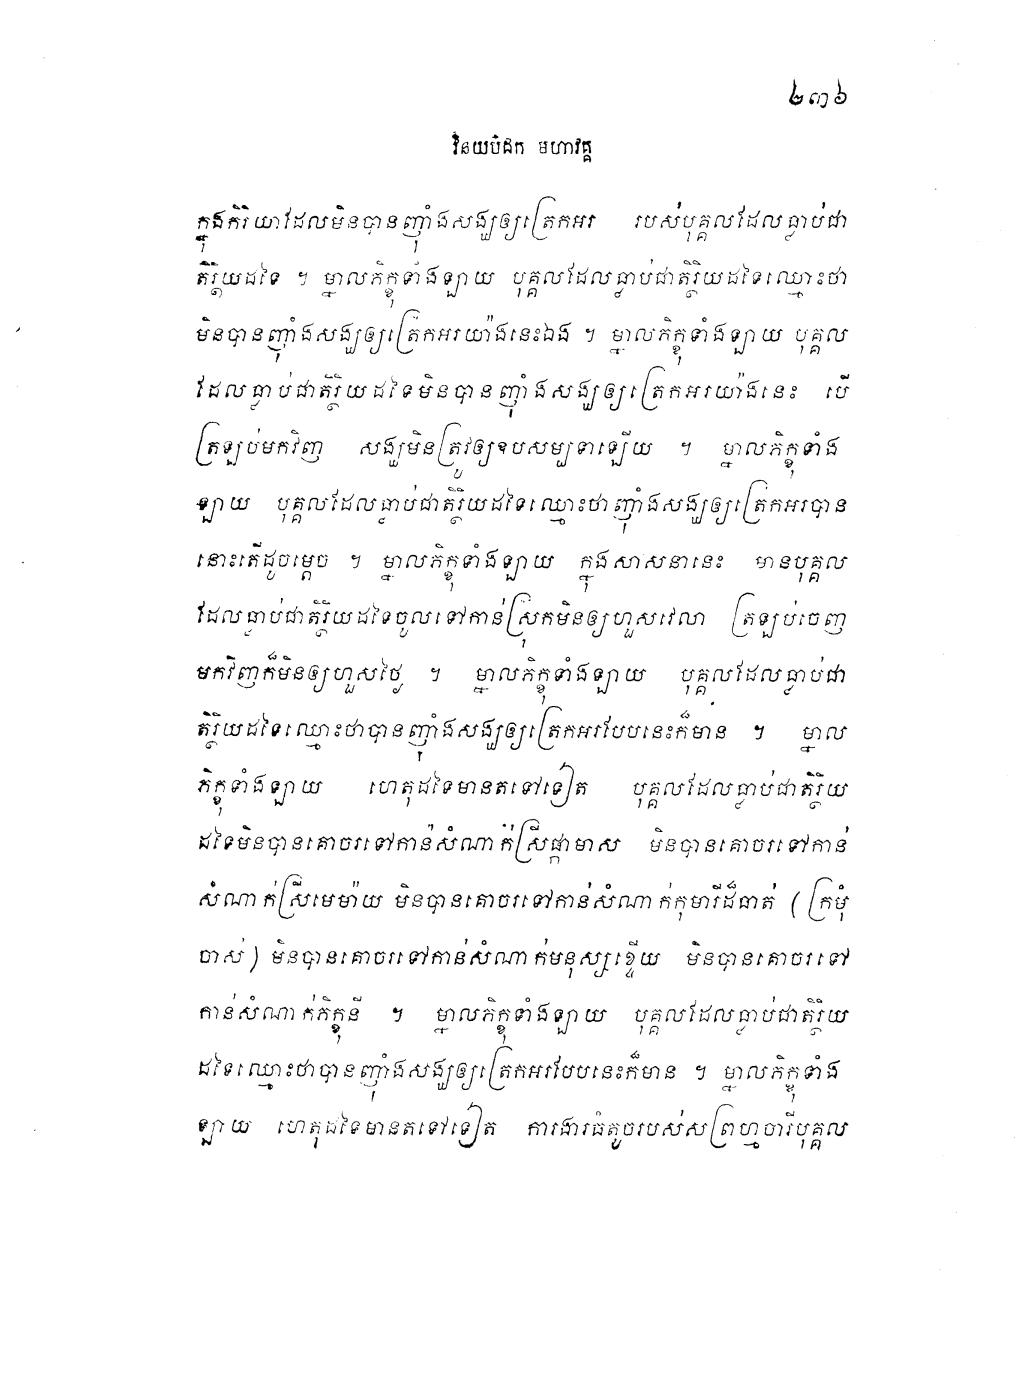 ២៣៦
វិនយបិដក មហាវគ្គ
ក្នុងកិរិយាដែលមិនបានញុំាងសង្ឃឲ្យត្រេកអរ របស់បុគ្គលដែលធ្លាប់ជា
តិរ្ថិយដទៃ ។ ម្នាលភិក្ខុទាំងឡាយ បុគ្គលដែលធ្លាប់ជាតិរ្ថិយដទៃឈ្មោះថា
មិនបានញុំាងសង្ឃឲ្យត្រេកអរយ៉ាងនេះឯង ។ ម្នាលភិក្ខុទាំងឡាយ បុគ្គល
ដែលធ្លាប់ជាតិរ្ថិយដទៃមិនបានញុំាងសង្ឃឲ្យត្រេកអរយ៉ាងនេះ បើ
ត្រឡប់មកវិញ សង្ឃមិនត្រូវឲ្យឧបសម្បទាឡើយ ។ ម្នាលភិក្ខុទាំង
ឡាយ បុគ្គលដែលធ្លាប់ជាតិរ្ថិយដទៃឈ្មោះថាញុំាងសង្ឃឲ្យត្រេកអរបាន
នោះតើដូចម្តេច ។ ម្នាលភិក្ខុទាំងឡាយ ក្នុងសាសនានេះ មានបុគ្គល
ដែលធ្លាប់ជាតិរ្ថិយដទៃចូលទៅកាន់ស្រុកមិនឲ្យហួសវេលា ត្រឡប់ចេញ
មកវិញក៏មិនឲ្យហួសថ្ងៃ ។ ម្នាលភិក្ខុទាំងឡាយ បុគ្គលដែលធ្លាប់ជា
តិរ្ថិយដទៃឈ្មោះថាបានញុំាងសង្ឃឲ្យត្រេកអរបែបនេះក៏មាន ។ ម្នាល
ភិក្ខុទាំងឡាយ ហេតុដទៃមានតទៅទៀត បុគ្គលដែលធ្លាប់ជាតិរ្ថិយ
ដទៃមិនបានគោចរទៅកាន់សំណាក់ស្រីផ្កាមាស មិនបានគោចរទៅកាន់
សំណាក់ស្រីមេម៉ាយ មិនបានគោចរទៅកាន់សំណាក់កុមារីដ៏ធាត់ (ក្រមុំ
ចាស់) មិនបានគោចរទៅកាន់សំណាក់មនុស្សខ្ទើយ មិនបានគោចរទៅ
កាន់សំណាក់ភិក្ខុនី ។ ម្នាលភិក្ខុទាំងឡាយ បុគ្គលដែលធ្លាប់ជាតិរ្ថិយ
ដទៃឈ្មោះថាបានញុំាងសង្ឃឲ្យត្រេកអរបែបនេះក៏មាន ។ ម្នាលភិក្ខុទាំង
ឡាយ ហេតុដទៃមានតទៅទៀត ការងារធំតូចរបស់សព្រហ្មចារីបុគ្គល